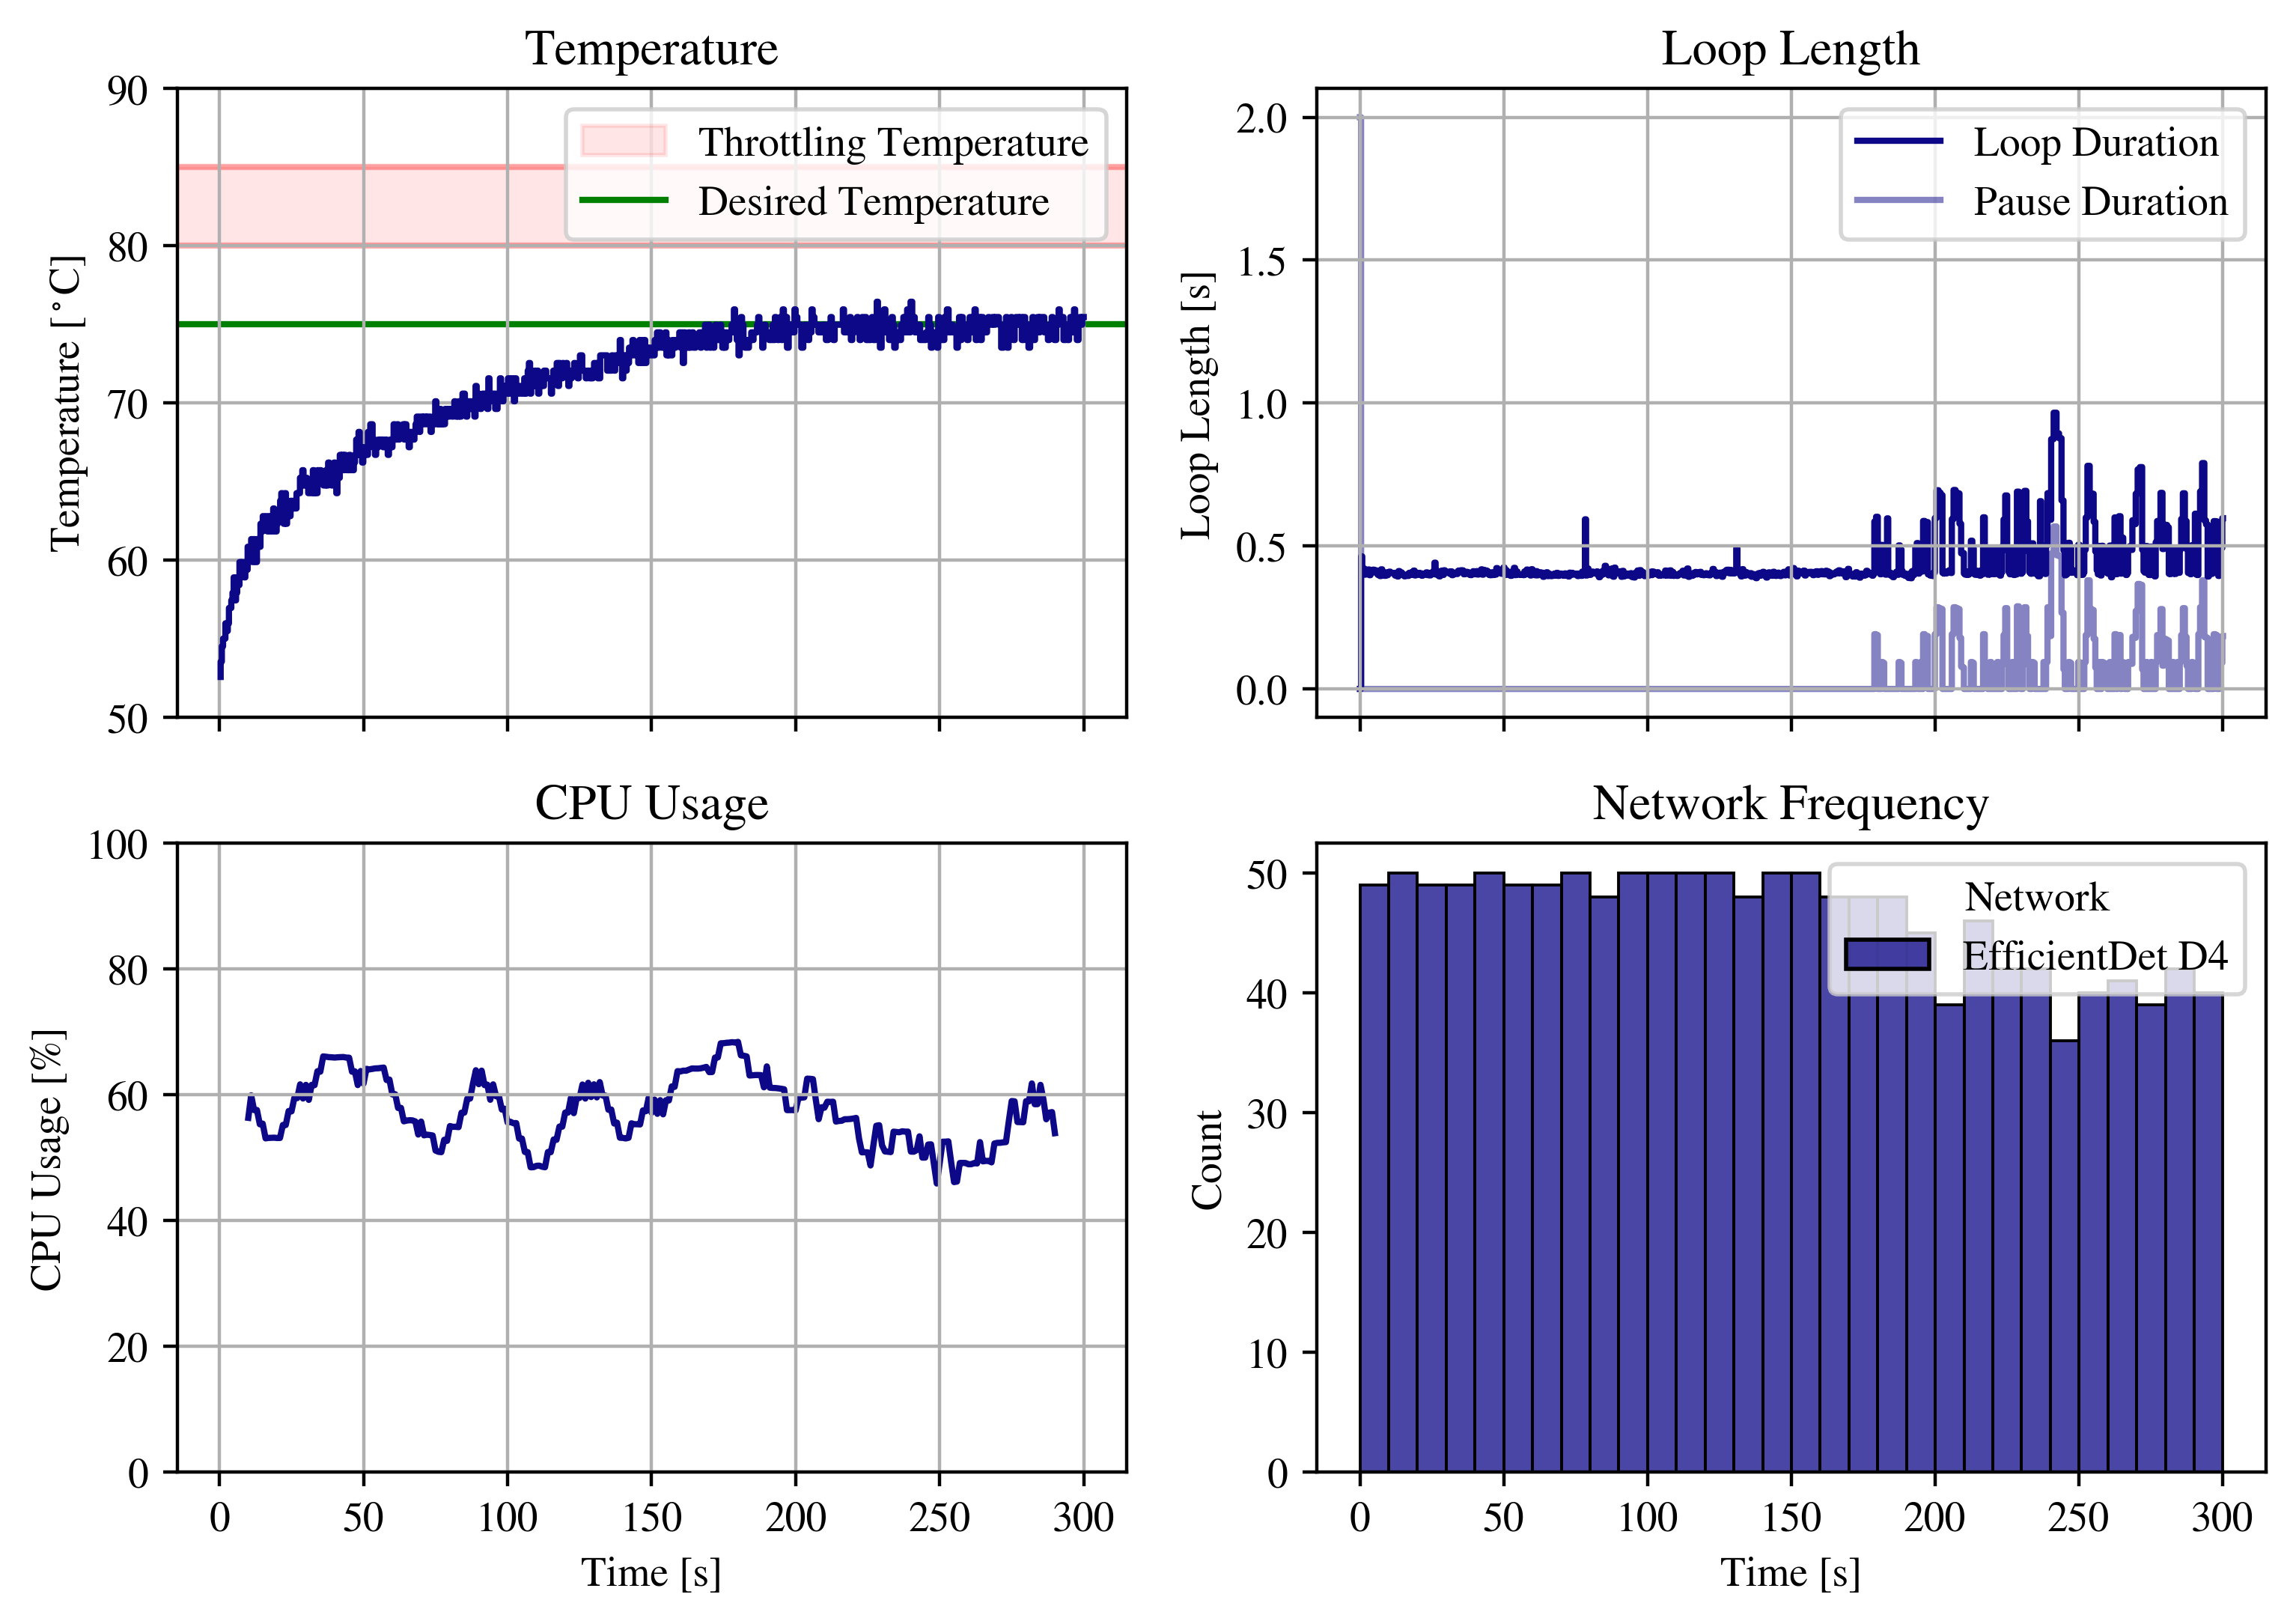 Temperature
90
80
70
60
50
Temperature [°C]
Throttling Temperature
Desired Temperature
Loop Length
2.0
1.5
1.0
0.5
0.0
Loop Length [s]
Loop Duration
Pause Duration
CPU Usage
100
80
60
40
20
0
CPU Usage [%]
0 50 100 150 200 250 300
Time [s]
Network Frequency
50
40
30
20
10
0
Count
Network
EfficientDet D4
0 50 100 150 200 250 300
Time [s]